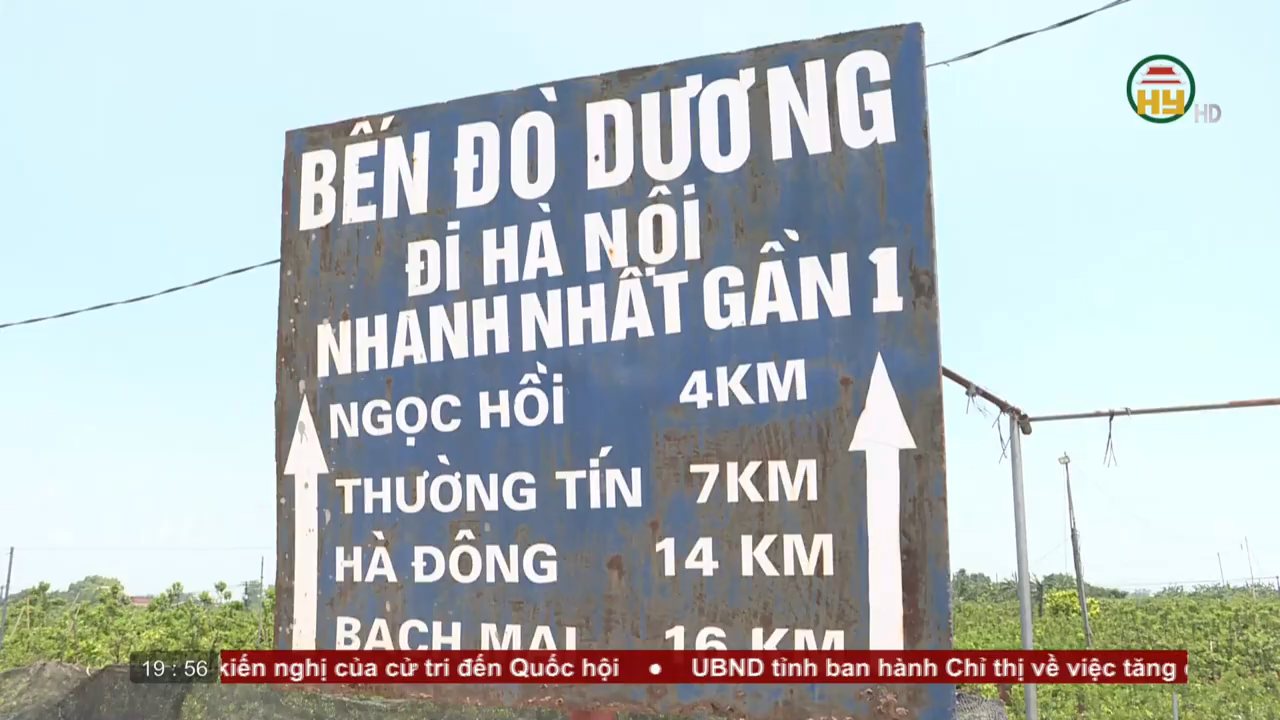 HY HD
BẾN ĐÒ DƯƠNG
ĐI HÀ NỘI
NHANH NHẤT GẦN 1
NGỌC HỒI 4KM
THƯỜNG TÍN 7KM
HÀ ĐÔNG 14 KM
BẠCH MAI 16 KM
19 : 56 kiến nghị của cử tri đến Quốc hội ● UBND tỉnh ban hành Chỉ thị về việc tăng